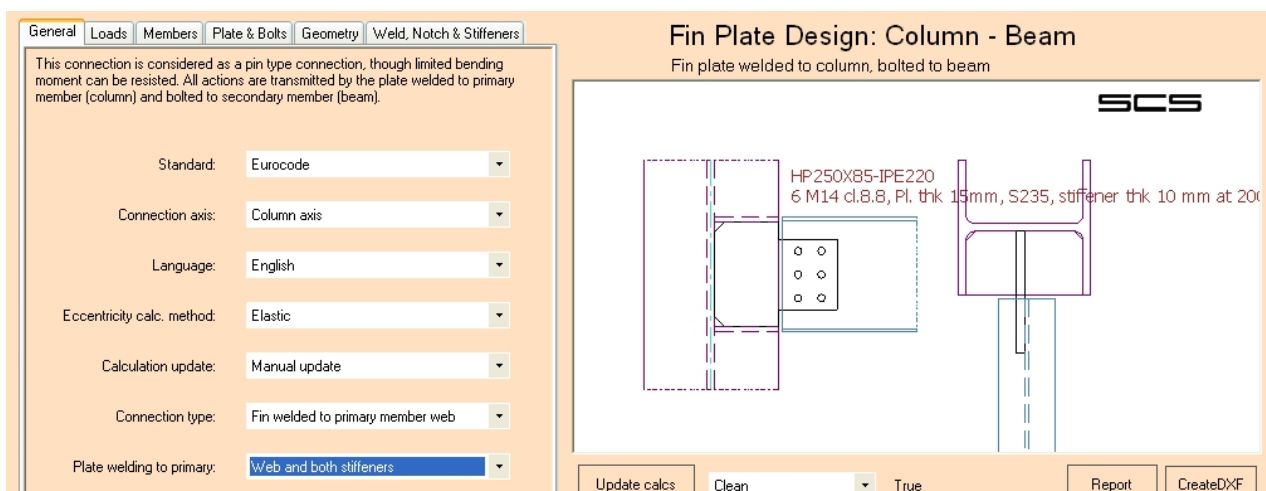 General Loads Members Plate & Bolts Geometry Weld, Notch & Stiffeners
This connection is considered as a pin type connection, though limited bending
moment can be resisted. All actions are transmitted by the plate welded to primary
member (column) and bolted to secondary member (beam).
Standard: Eurocode
Connection axis: Column axis
Language: English
Eccentricity calc. method: Elastic
Calculation update: Manual update
Connection type: Fin welded to primary member web
Plate welding to primary: Web and both stiffeners
Fin Plate Design: Column - Beam
Fin plate welded to column, bolted to beam
SCS
HP250X85-IPE220
6 M14 cl.8.8, Pl. thk 15mm, S235, stiffener thk 10 mm at 200
Update calcs Clean True Report CreateDXF